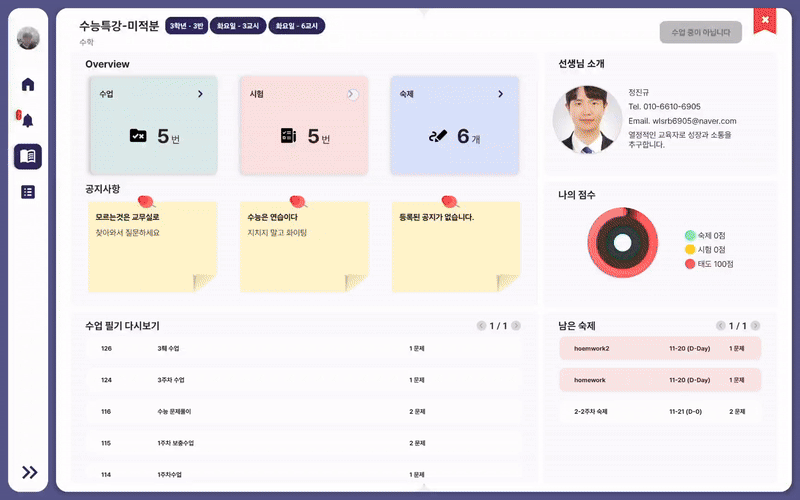 수능특강-미적분 3학년 - 3반 화요일 - 3교시 화요일 - 6교시
수학
수업 중이 아닙니다
Overview
수업
5 번
시험
5 번
숙제
6 개
공지사항
모르는것은 교무실로
찾아와서 질문하세요
수능은 연습이다
지치지 말고 화이팅
등록된 공지가 없습니다.
선생님 소개
정진규
Tel. 010-6610-6905
Email. wlsrb6905@naver.com
열정적인 교육자로 성장과 소통을
추구합니다.
나의 점수
숙제 0점
시험 0점
태도 100점
수업 필기 다시보기 1 / 1
126 3훽 수업 1 문제
124 3주차 수업 1 문제
116 수능 문제풀이 2 문제
115 1주차 보충수업 2 문제
114 1주차수업 1 문제
남은 숙제 1 / 1
hoemwork2 11-20 (D-Day) 1 문제
homework 11-20 (D-Day) 1 문제
2-2주차 숙제 11-21 (D-0) 2 문제